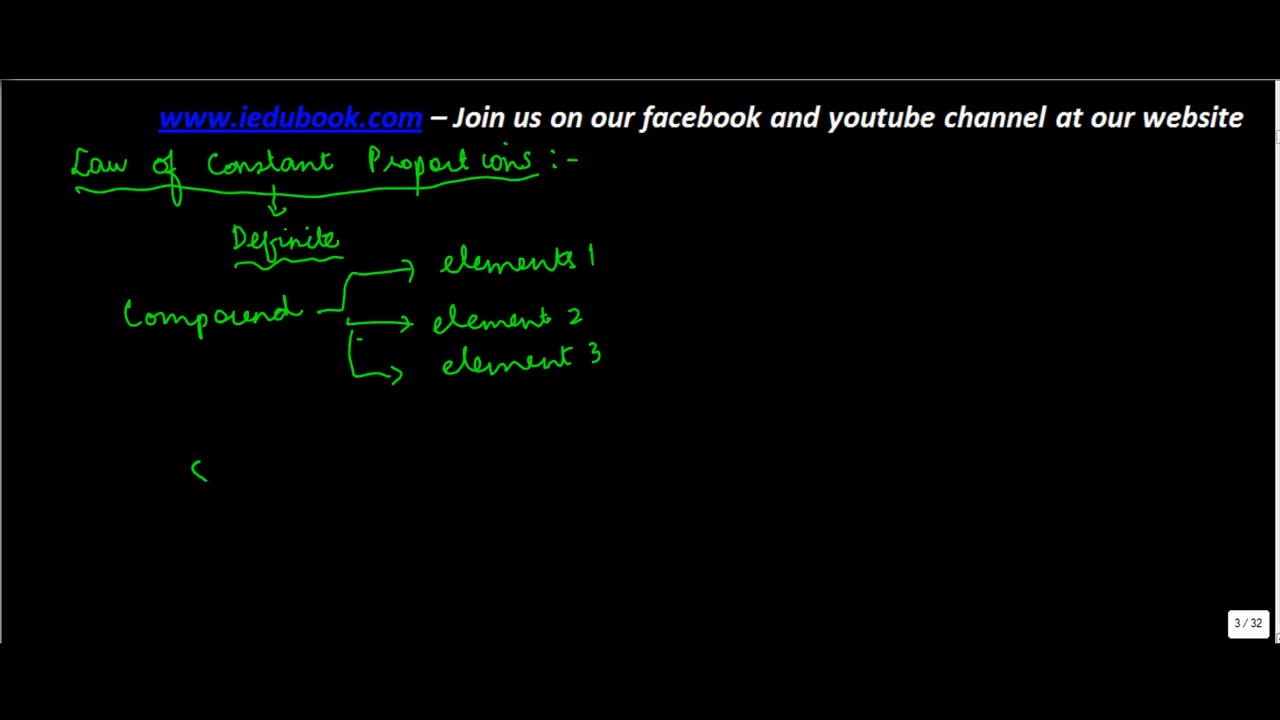 www.iedubook.com – Join us on our facebook and youtube channel at our website
Law of Constant Proportions :-
Definite
elements 1
Compound
element 2
element 3
3 / 32